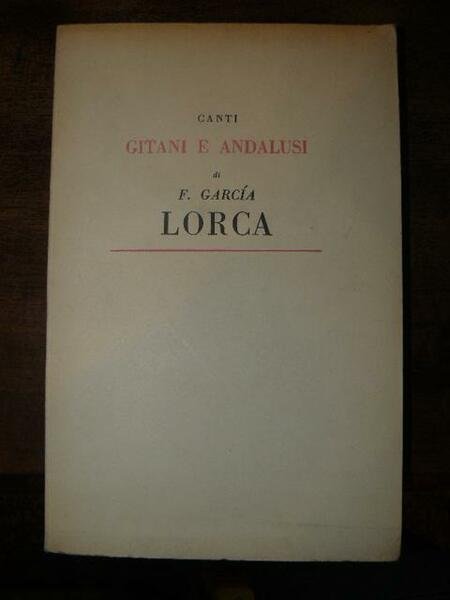 CANTI
GITANI E ANDALUSI
di
F. GARCÍA
LORCA